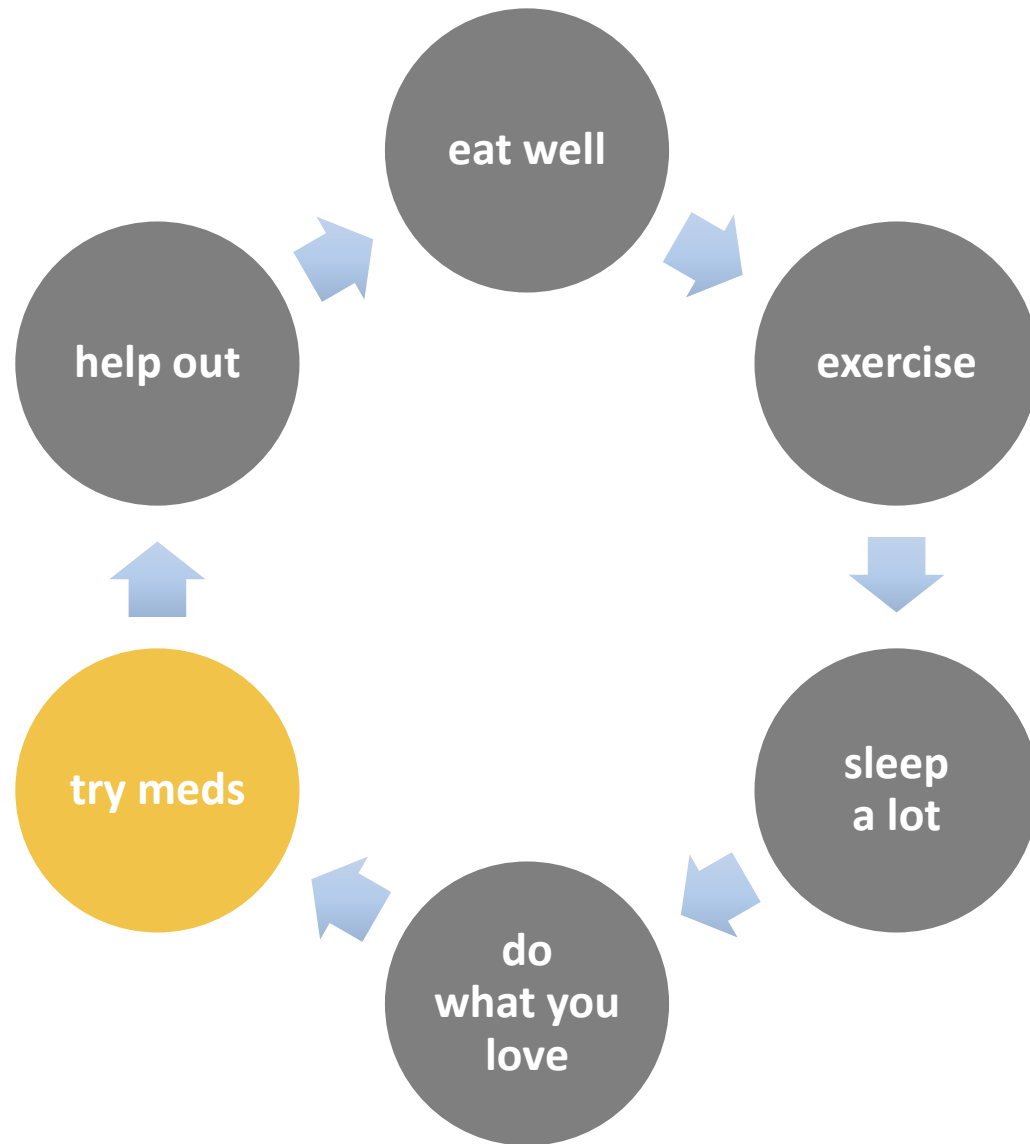 eat well
exercise
sleep
a lot
do
what you
love
try meds
help out